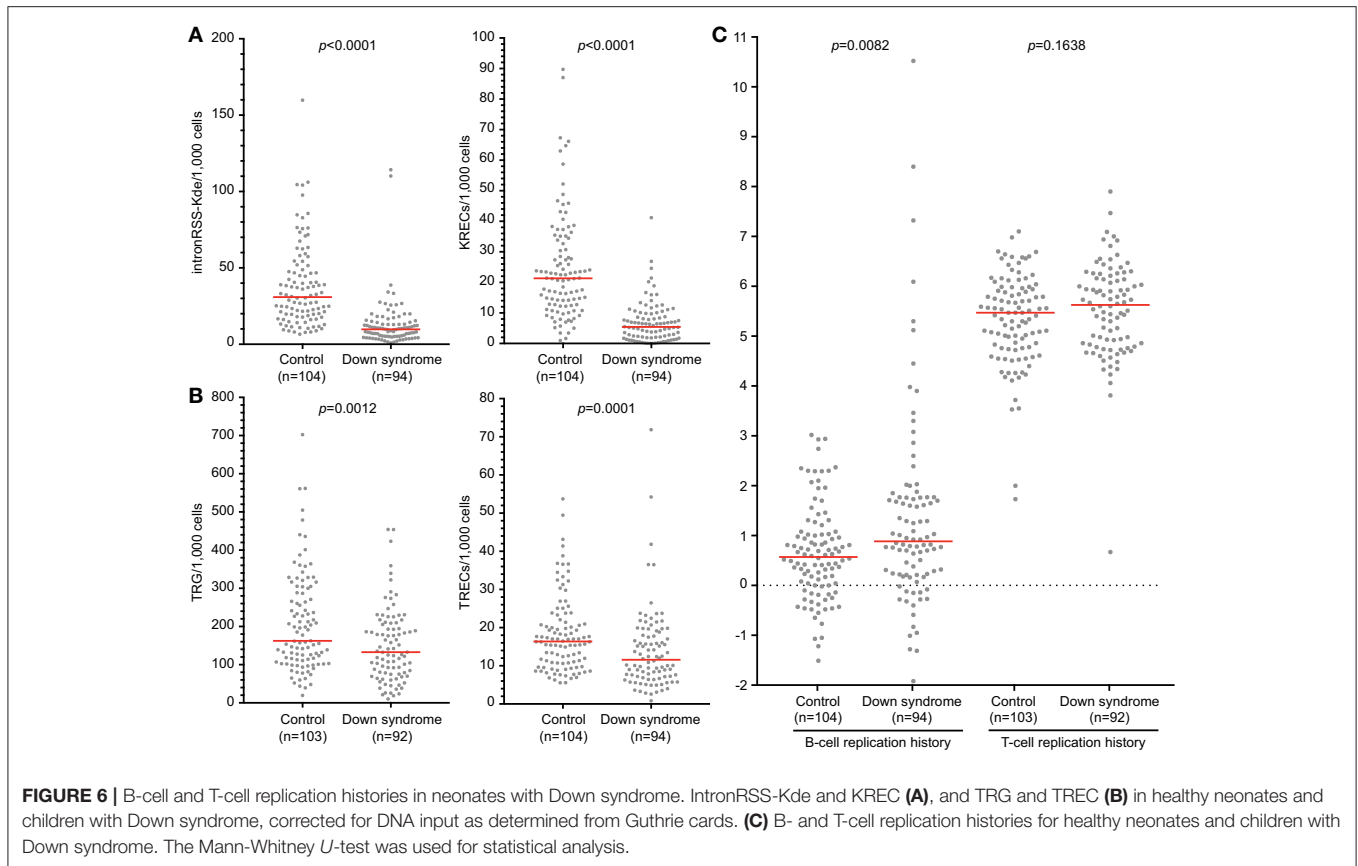 A
p<0.0001
intronRSS-Kde/1,000 cells
200
150
100
50
0
Control
(n=104)
Down syndrome
(n=94)
p<0.0001
KRECs/1,000 cells
100
90
80
70
60
50
40
30
20
10
0
Control
(n=104)
Down syndrome
(n=94)
B
p=0.0012
TRG/1,000 cells
800
700
600
500
400
300
200
100
0
Control
(n=103)
Down syndrome
(n=92)
p=0.0001
TRECs/1,000 cells
80
70
60
50
40
30
20
10
0
Control
(n=104)
Down syndrome
(n=94)
C
p=0.0082
p=0.1638
11
10
9
8
7
6
5
4
3
2
1
0
-1
-2
Control
(n=104)
Down syndrome
(n=94)
Control
(n=103)
Down syndrome
(n=92)
B-cell replication history
T-cell replication history
FIGURE 6 | B-cell and T-cell replication histories in neonates with Down syndrome. IntronRSS-Kde and KREC (A), and TRG and TREC (B) in healthy neonates and
children with Down syndrome, corrected for DNA input as determined from Guthrie cards. (C) B- and T-cell replication histories for healthy neonates and children with
Down syndrome. The Mann-Whitney U-test was used for statistical analysis.